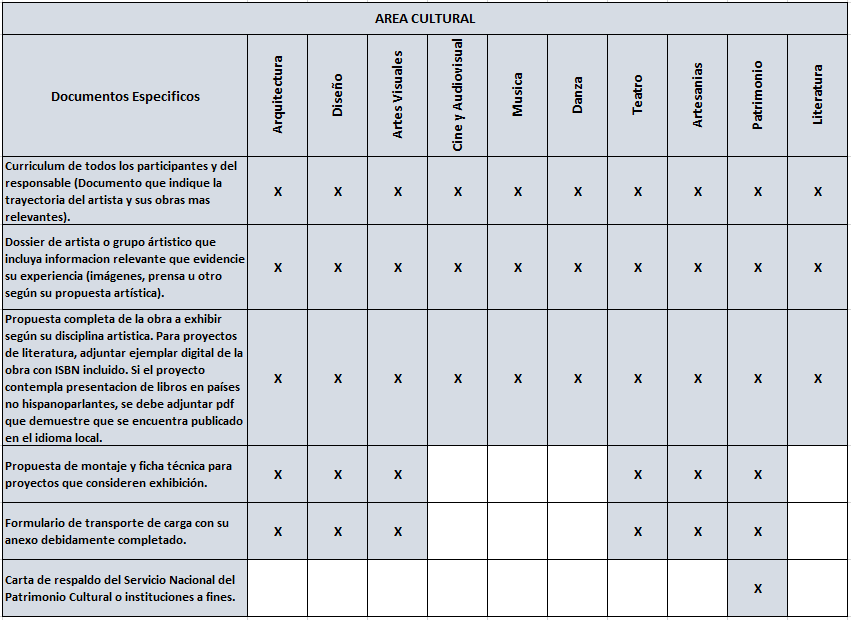 AREA CULTURAL
Documentos Especificos
Arquitectura
Diseño
Artes Visuales
Cine y Audiovisual
Musica
Danza
Teatro
Artesanias
Patrimonio
Literatura
Curriculum de todos los participantes y del
responsable (Documento que indique la
trayectoria del artista y sus obras mas
relevantes).
X X X X X X X X X X
Dossier de artista o grupo ártistico que
incluya informacion relevante que evidencie
su experiencia (imágenes, prensa u otro
según su propuesta artística).
X X X X X X X X X X
Propuesta completa de la obra a exhibir
según su disciplina artistica. Para proyectos
de literatura, adjuntar ejemplar digital de la
obra con ISBN incluido. Si el proyecto
contempla presentacion de libros en países
no hispanoparlantes, se debe adjuntar pdf
que demuestre que se encuentra publicado
en el idioma local.
X X X X X X X X X X
Propuesta de montaje y ficha técnica para
proyectos que consideren exhibición.
X X X X X X
Formulario de transporte de carga con su
anexo debidamente completado.
X X X X X X
Carta de respaldo del Servicio Nacional del
Patrimonio Cultural o instituciones a fines.
X